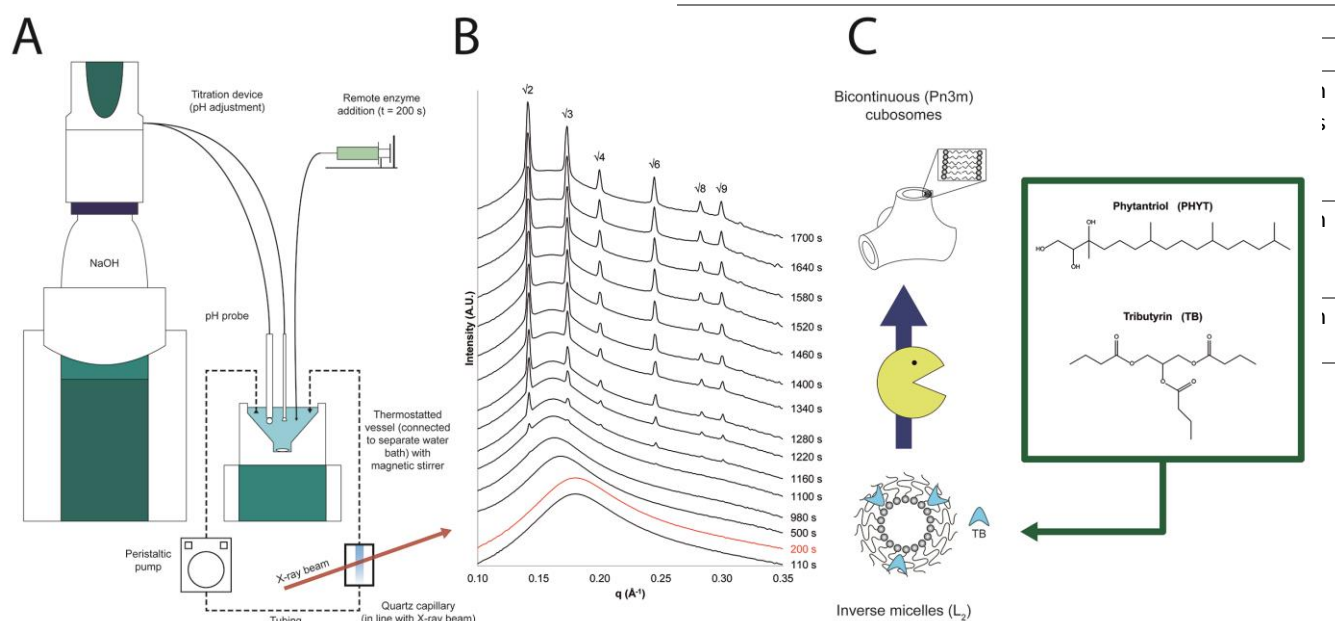 A
B
C
Titration device
(pH adjustment)
Remote enzyme
addition (t = 200 s)
NaOH
pH probe
Thermostatted
vessel (connected
to separate water
bath) with
magnetic stirrer
Peristaltic
pump
X-ray beam
Tubing
Quartz capillary
(in line with X-ray beam)
√2
√3
√4
√6
√8
√9
Intensity (A.U.)
1700 s
1640 s
1580 s
1520 s
1460 s
1400 s
1340 s
1280 s
1220 s
1160 s
1100 s
980 s
500 s
200 s
110 s
0.10 0.15 0.20 0.25 0.30 0.35
q (Å⁻¹)
Bicontinuous (Pn3m)
cubosomes
TB
Inverse micelles (L₂)
Phytantriol (PHYT)
OH
HO
OH
Tributyrin (TB)
O
O
O
O
O
O